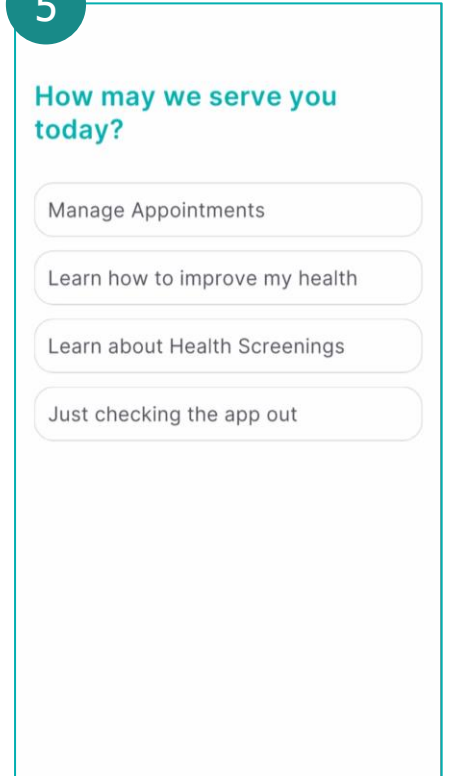 5
How may we serve you
today?
Manage Appointments
Learn how to improve my health
Learn about Health Screenings
Just checking the app out